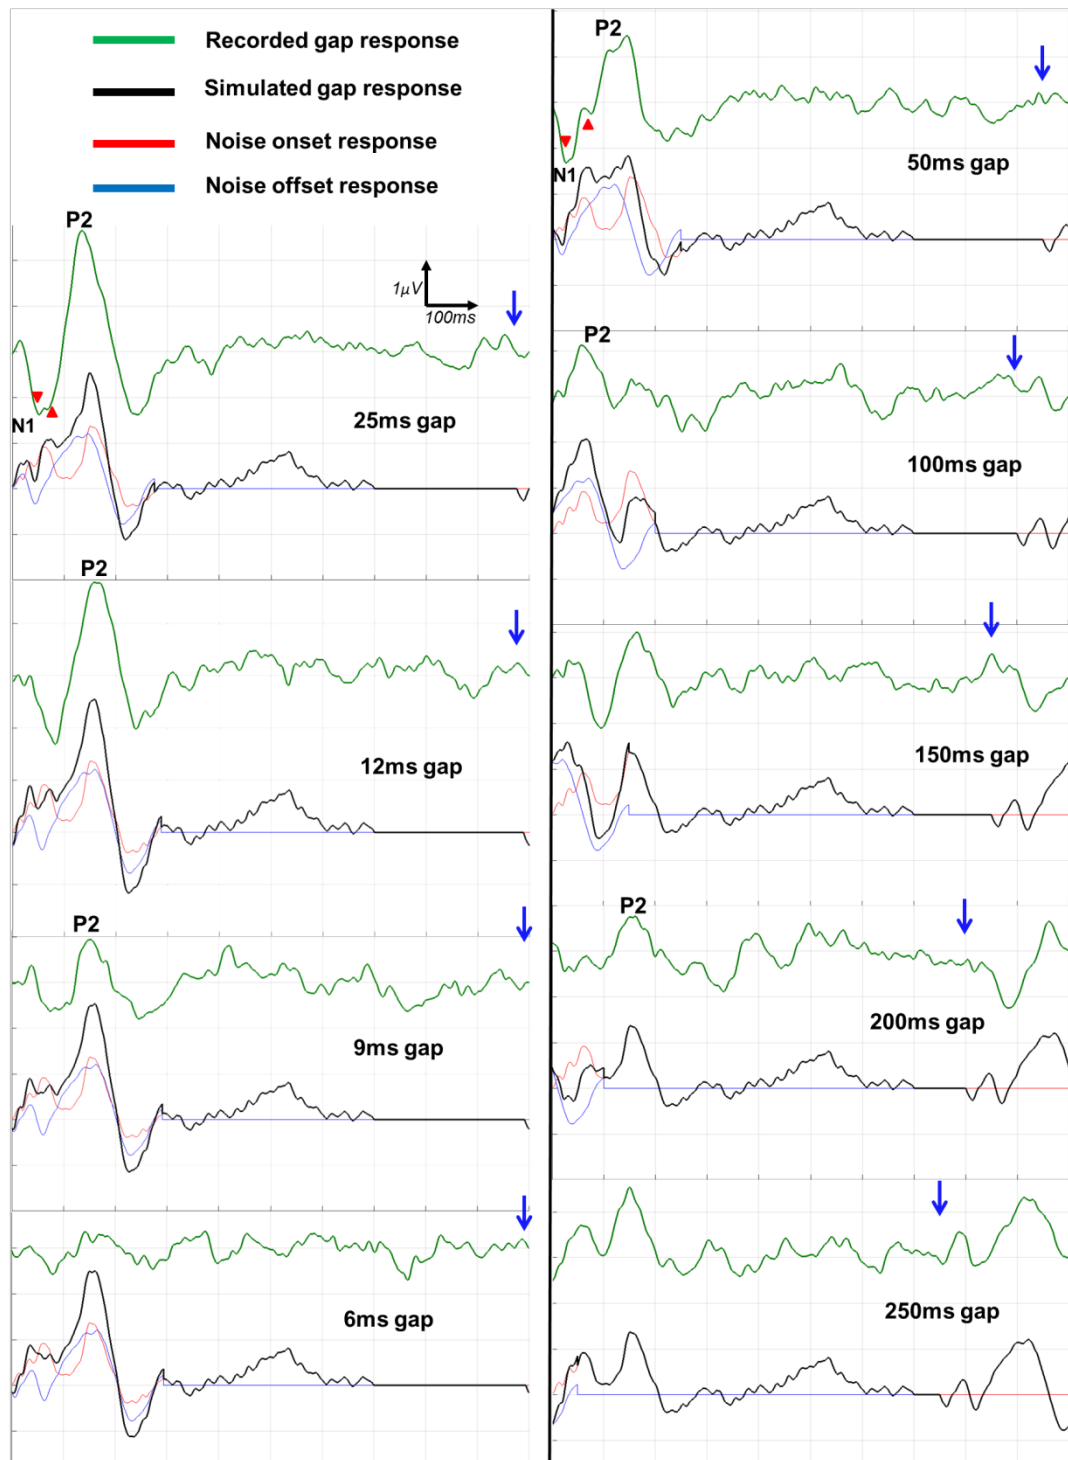 Recorded gap response
Simulated gap response
Noise onset response
Noise offset response
P2
1µV
100ms
N1
25ms gap
P2
12ms gap
P2
9ms gap
6ms gap
P2
N1
50ms gap
P2
100ms gap
150ms gap
P2
200ms gap
250ms gap